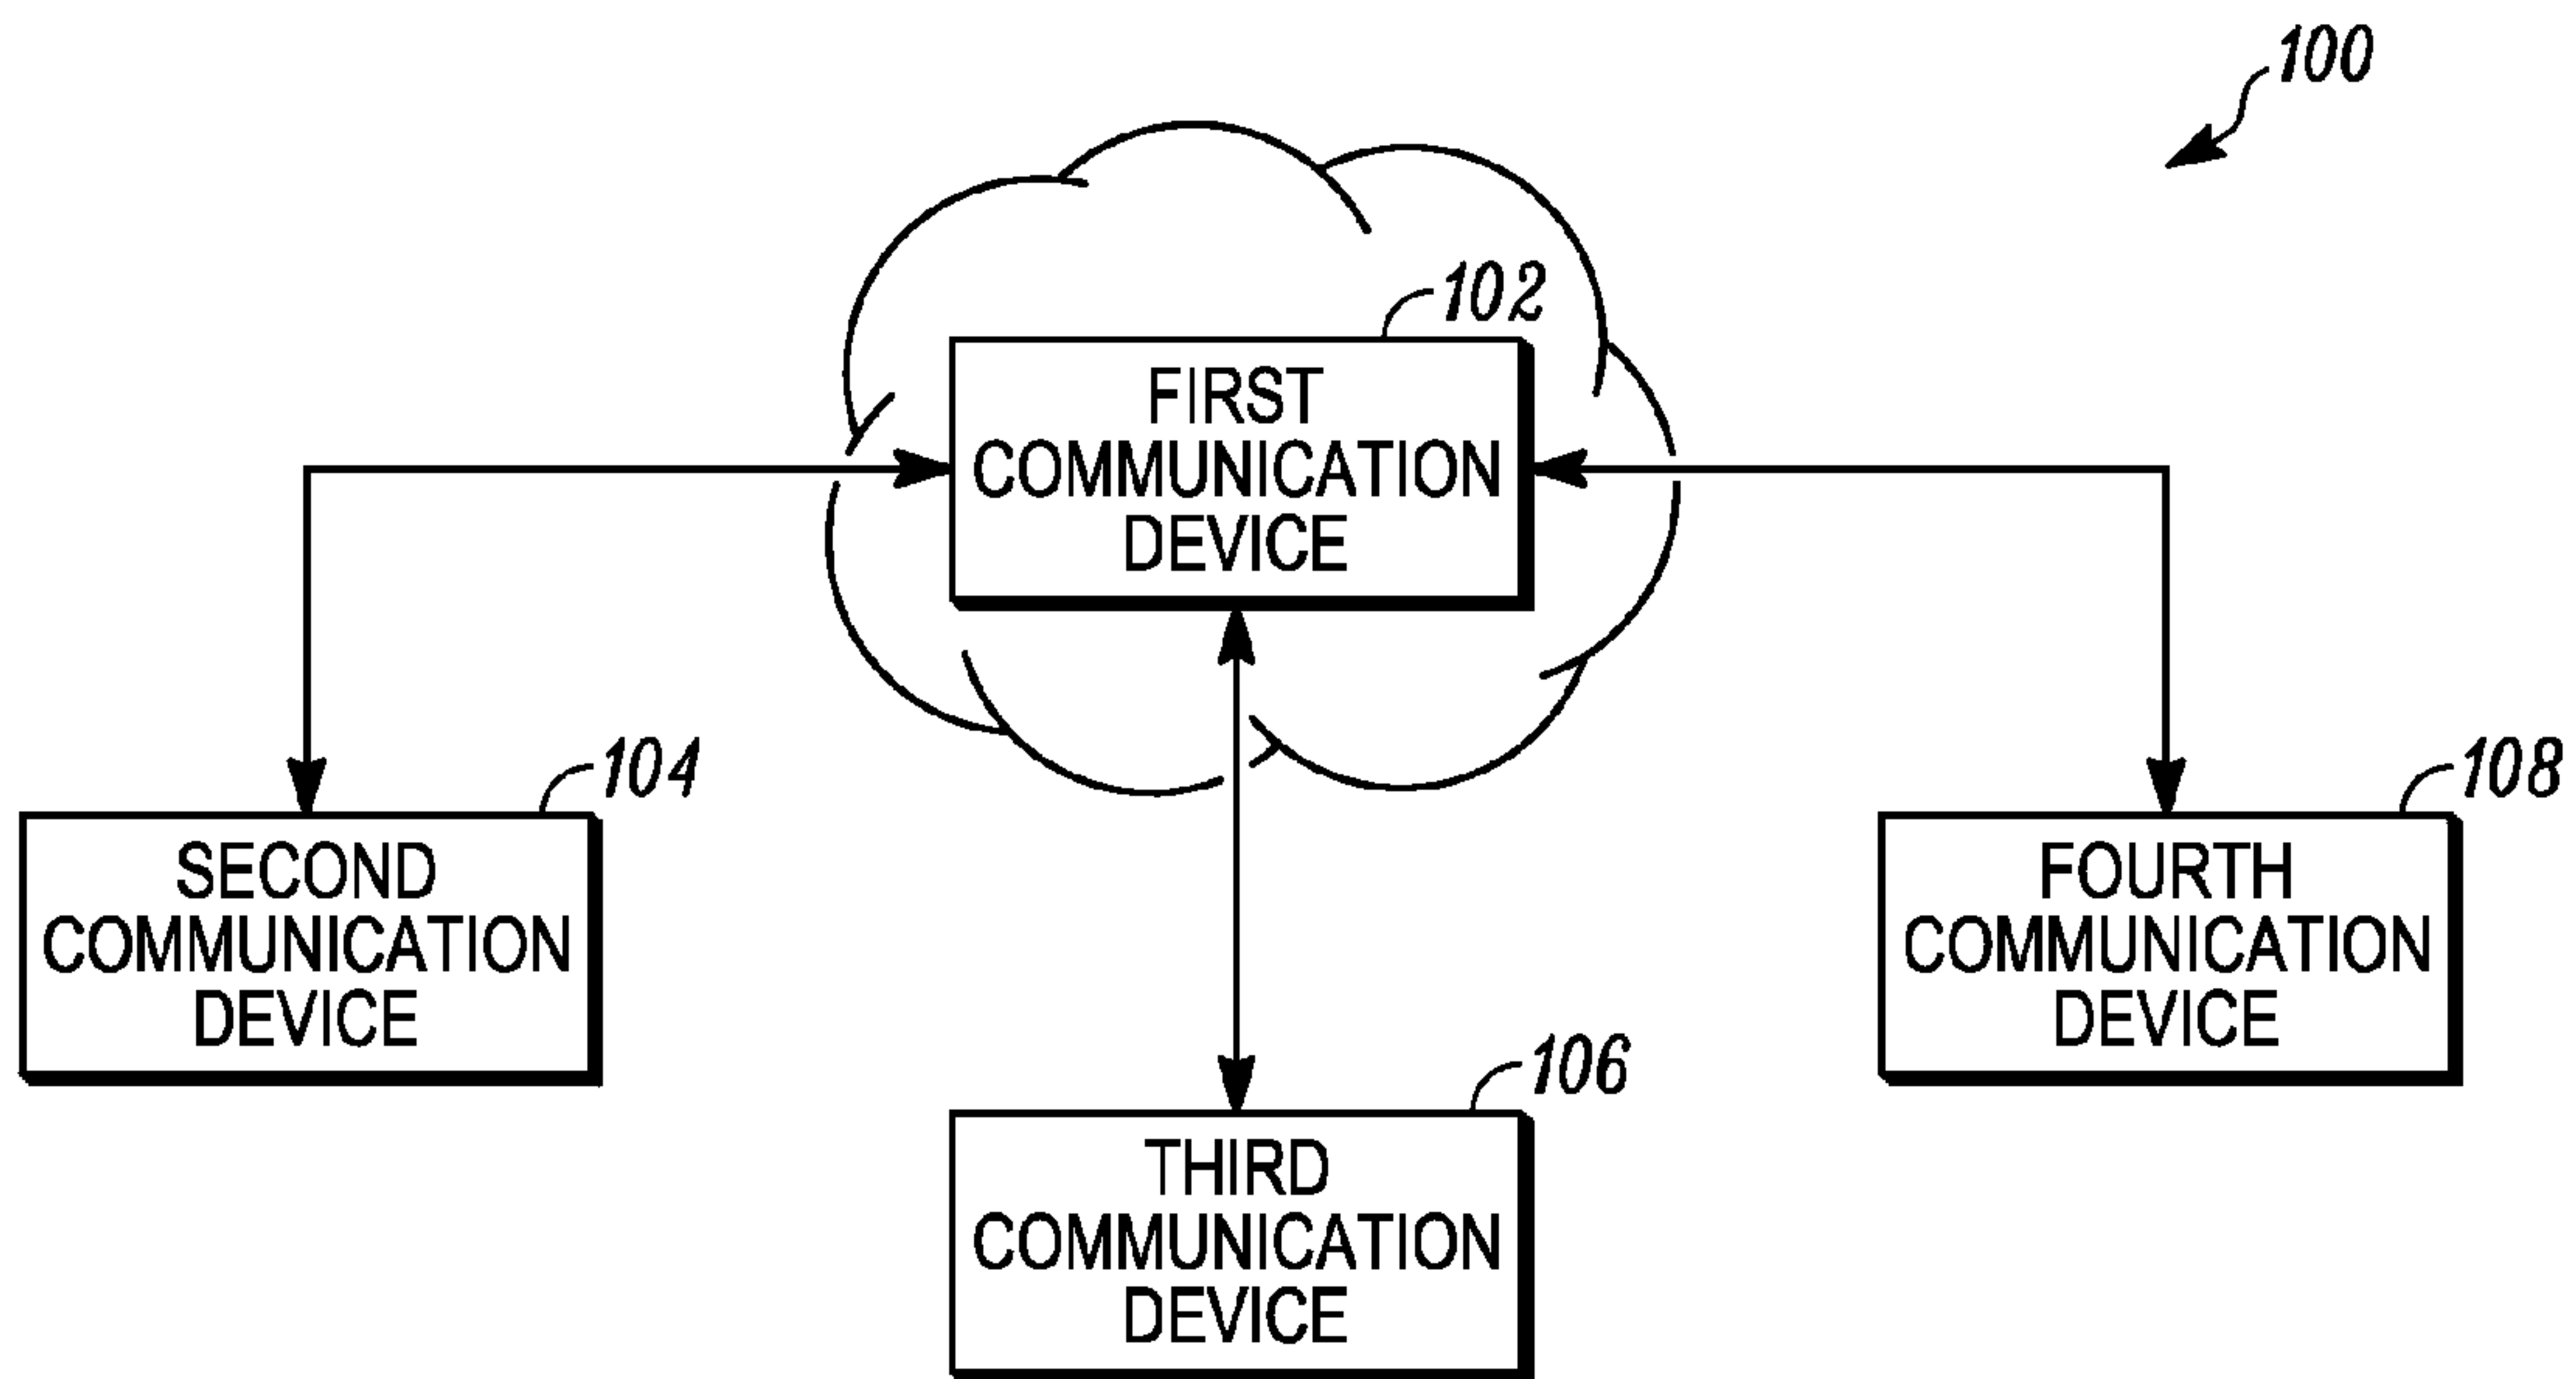 100
102
FIRST
COMMUNICATION
DEVICE
104
SECOND
COMMUNICATION
DEVICE
106
THIRD
COMMUNICATION
DEVICE
108
FOURTH
COMMUNICATION
DEVICE